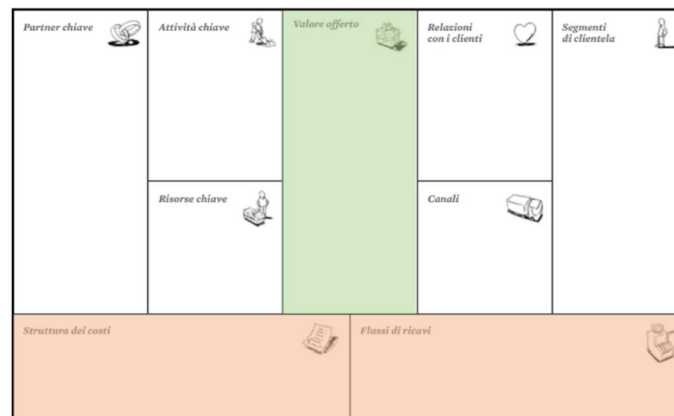 Partner chiave
Attività chiave
Valore offerto
Relazioni
con i clienti
Segmenti
di clientela
Risorse chiave
Canali
Struttura dei costi
Flussi di ricavi